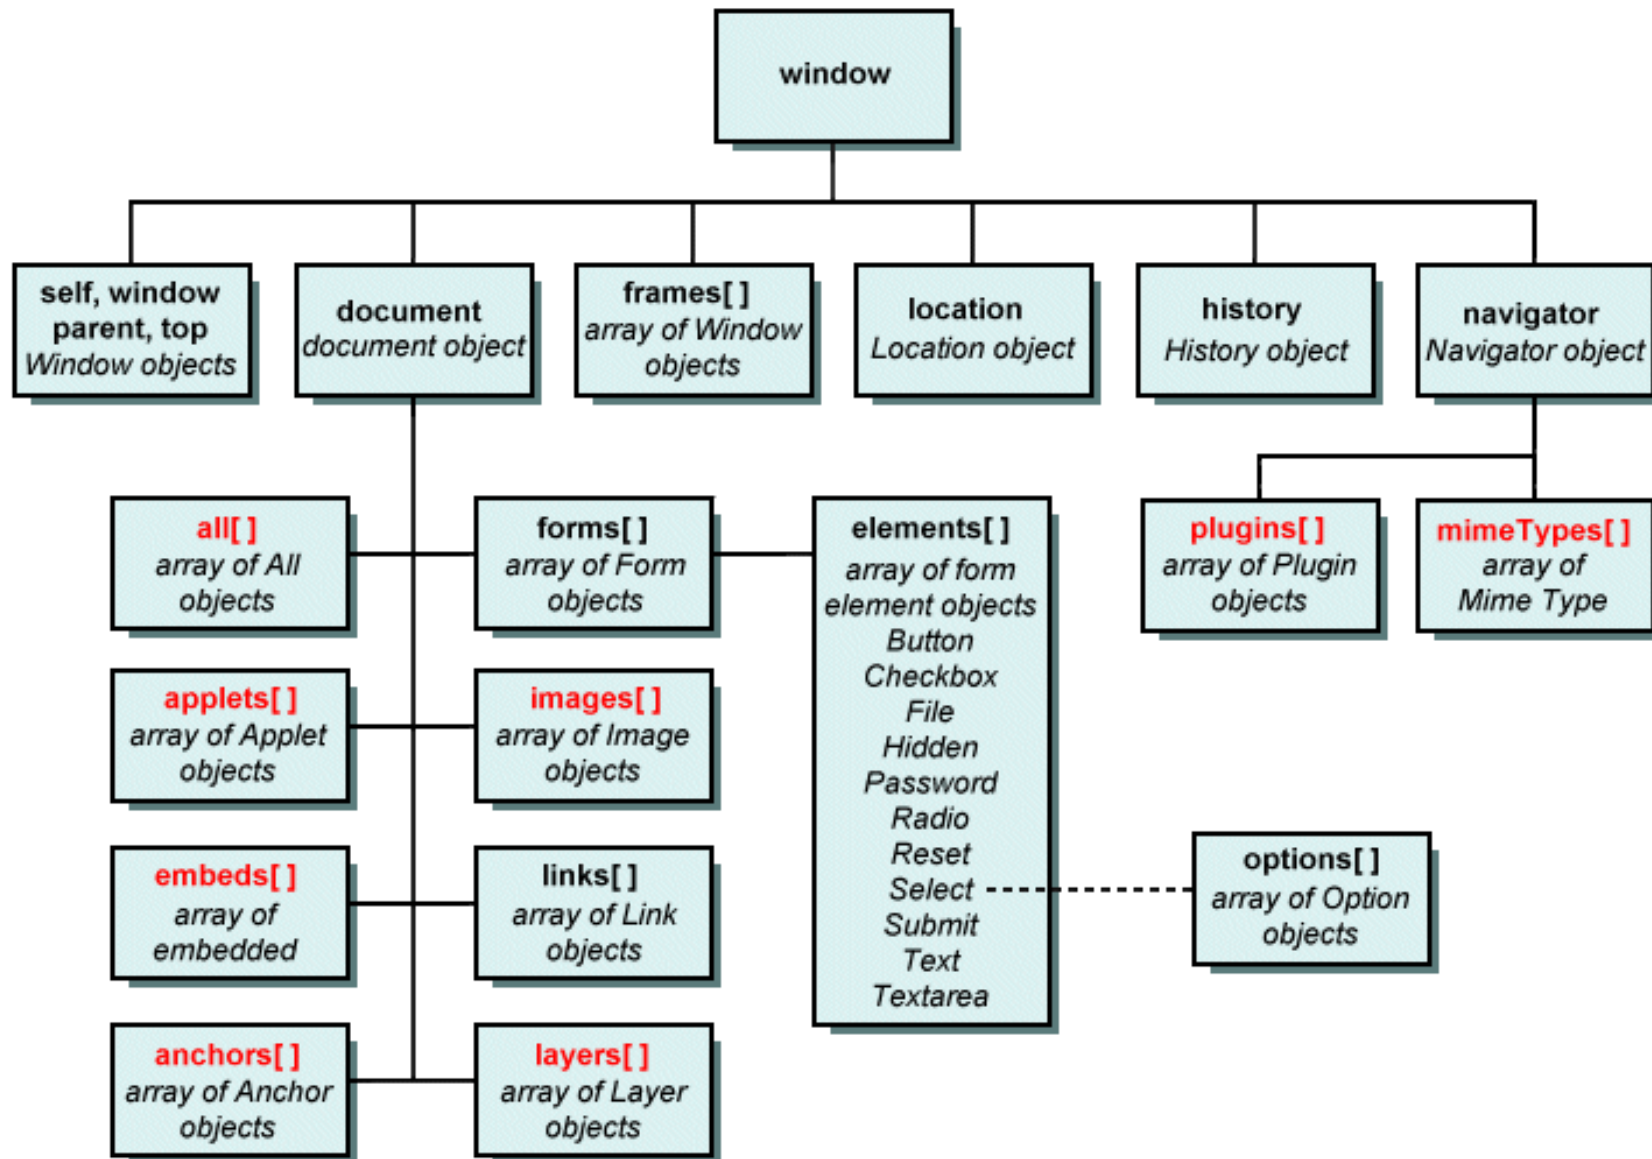 window
self, window
parent, top
Window objects
document
document object
frames[ ]
array of Window
objects
location
Location object
history
History object
navigator
Navigator object
all[ ]
array of All
objects
forms[ ]
array of Form
objects
elements[ ]
array of form
element objects
Button
Checkbox
File
Hidden
Password
Radio
Reset
Select
Submit
Text
Textarea
plugins[ ]
array of Plugin
objects
mimeTypes[ ]
array of
Mime Type
applets[ ]
array of Applet
objects
images[ ]
array of Image
objects
options[ ]
array of Option
objects
embeds[ ]
array of
embedded
links[ ]
array of Link
objects
anchors[ ]
array of Anchor
objects
layers[ ]
array of Layer
objects